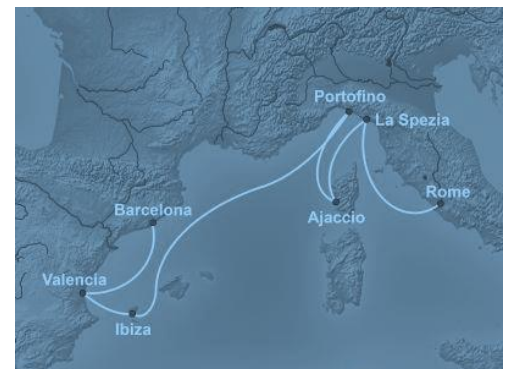 Portofino
La Spezia
Rome
Ajaccio
Barcelona
Valencia
Ibiza